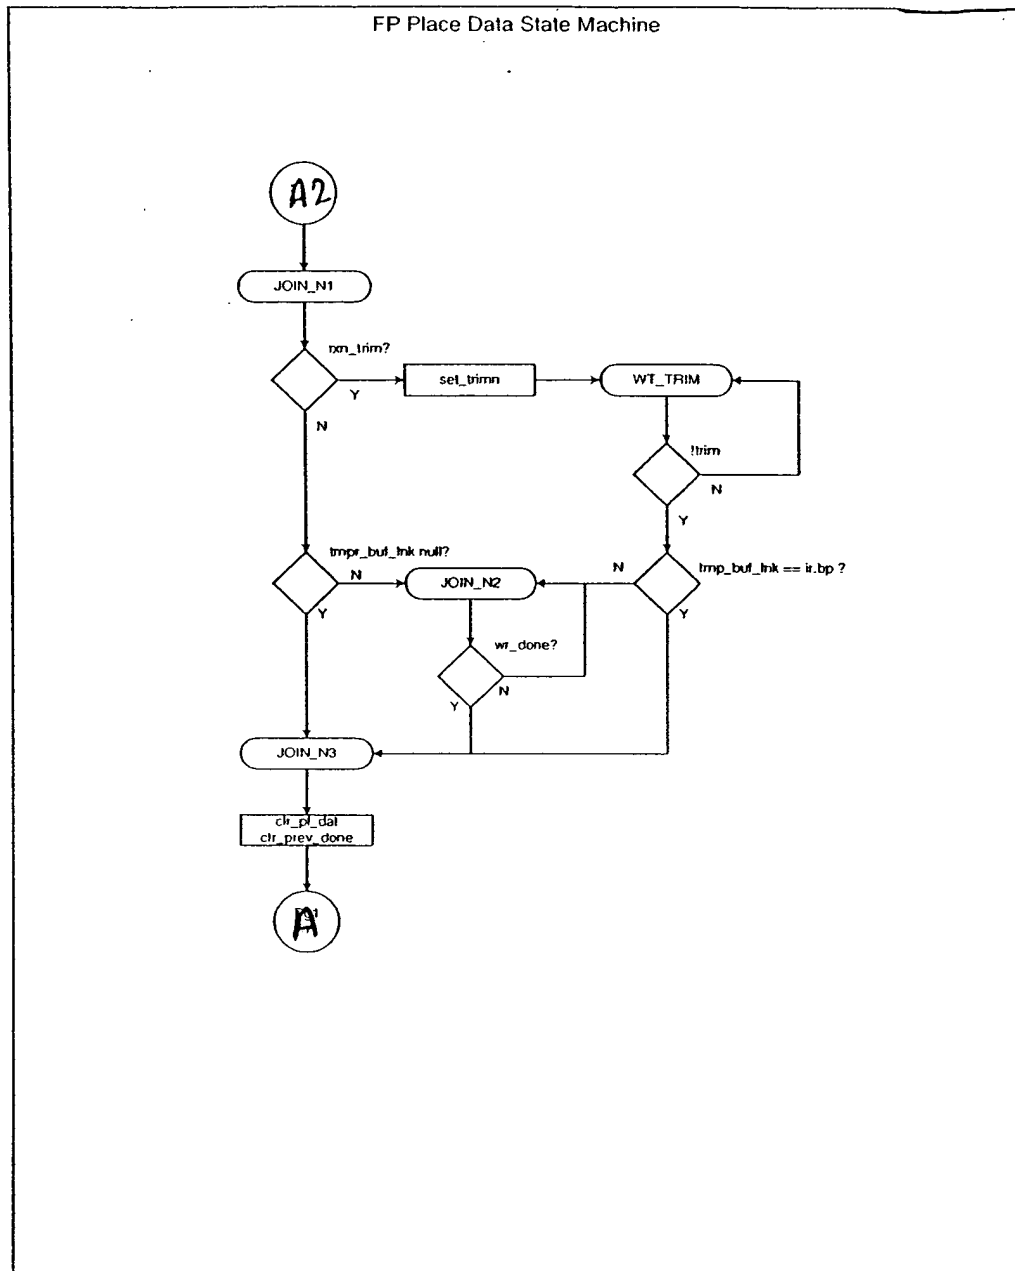 FP Place Data State Machine
A2
JOIN_N1
rxn_trim?
Y
set_trimn
WT_TRIM
N
!trim
N
Y
tmpr_buf_lnk null?
N
JOIN_N2
N
tmp_buf_lnk == ir.bp ?
Y
Y
wr_done?
N
Y
JOIN_N3
clr_pl_dat
clr_prev_done
A